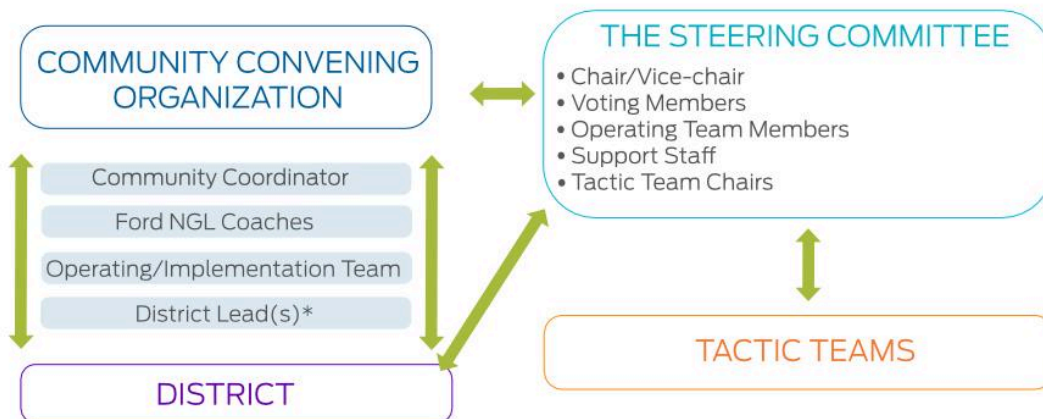 COMMUNITY CONVENING
ORGANIZATION
Community Coordinator
Ford NGL Coaches
Operating/Implementation Team
District Lead(s)*
DISTRICT
THE STEERING COMMITTEE
• Chair/Vice-chair
• Voting Members
• Operating Team Members
• Support Staff
• Tactic Team Chairs
TACTIC TEAMS